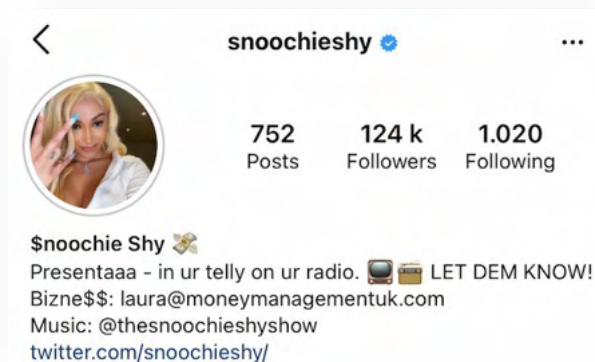 snoochieshy
752 124 k 1.020
Posts Followers Following
$noochie Shy 💸
Presentaaa - in ur telly on ur radio. 📺 📻 LET DEM KNOW!
Bizne$$: laura@moneymanagementuk.com
Music: @thesnoochieshyshow
twitter.com/snoochieshy/